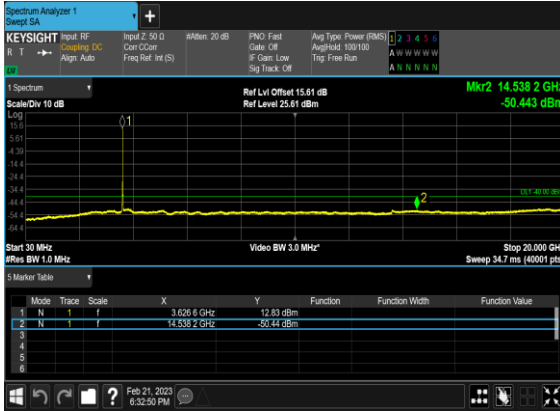 Spectrum Analyzer 1
Swept SA
+
KEYSIGHT Input: RF Input Z: 50 Ω #Atten: 20 dB PNO: Fast Avg Type: Power (RMS) 1 2 3 4 5 6
R T Coupling: DC Corr CCorr Gate: Off Avg|Hold: 100/100 A W W W W W
Align: Auto Freq Ref: Int (S) IF Gain: Low Trig: Free Run
Sig Track: Off A N N N N N
1 Spectrum Ref Lvl Offset 15.61 dB Mkr2 14.538 2 GHz
Scale/Div 10 dB Ref Level 25.61 dBm -50.443 dBm
Log
15.6
5.61
-4.39
-14.4
-24.4
-34.4
-44.4
-54.4
-64.4
1
2
DL1 -40.00 dBm
Start 30 MHz Video BW 3.0 MHz* Stop 20.000 GHz
#Res BW 1.0 MHz Sweep 34.7 ms (40001 pts)
5 Marker Table
Mode Trace Scale X Y Function Function Width Function Value
1 N 1 f 3.626 6 GHz 12.83 dBm
2 N 1 f 14.538 2 GHz -50.44 dBm
3
4
5
6
? Feb 21, 2023
6:32:50 PM